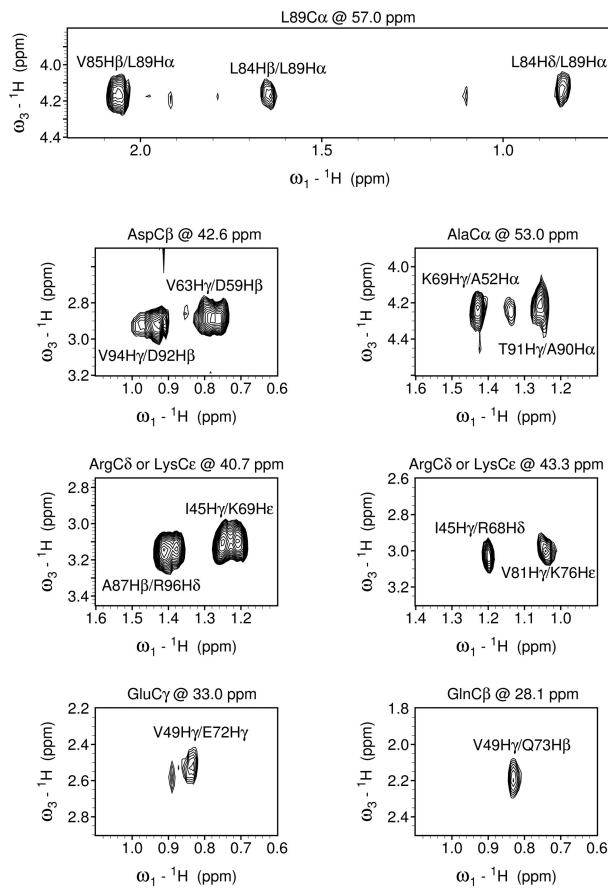 L89Cα @ 57.0 ppm
V85Hβ/L89Hα
L84Hβ/L89Hα
L84Hδ/L89Hα
ω3 - 1H (ppm)
4.0
4.2
4.4
2.0
1.5
1.0
ω1 - 1H (ppm)
AspCβ @ 42.6 ppm
V63Hγ/D59Hβ
V94Hγ/D92Hβ
ω3 - 1H (ppm)
2.8
3.0
3.2
1.0 0.9 0.8 0.7 0.6
ω1 - 1H (ppm)
AlaCα @ 53.0 ppm
K69Hγ/A52Hα
T91Hγ/A90Hα
ω3 - 1H (ppm)
4.0
4.2
4.4
1.5 1.4 1.3 1.2
ω1 - 1H (ppm)
ArgCδ or LysCε @ 40.7 ppm
I45Hγ/K69Hε
A87Hβ/R96Hδ
ω3 - 1H (ppm)
2.8
3.0
3.2
3.4
1.6 1.5 1.4 1.3 1.2 1.1
ω1 - 1H (ppm)
ArgCδ or LysCε @ 43.3 ppm
I45Hγ/R68Hδ
V81Hγ/K76Hε
ω3 - 1H (ppm)
2.6
2.8
3.0
3.2
1.4 1.3 1.2 1.1 1.0
ω1 - 1H (ppm)
GluCγ @ 33.0 ppm
V49Hγ/E72Hγ
ω3 - 1H (ppm)
2.2
2.4
2.6
2.8
1.0 0.9 0.8 0.7 0.6
ω1 - 1H (ppm)
GlnCβ @ 28.1 ppm
V49Hγ/Q73Hβ
ω3 - 1H (ppm)
1.8
2.0
2.2
2.4
1.0 0.9 0.8 0.7 0.6
ω1 - 1H (ppm)